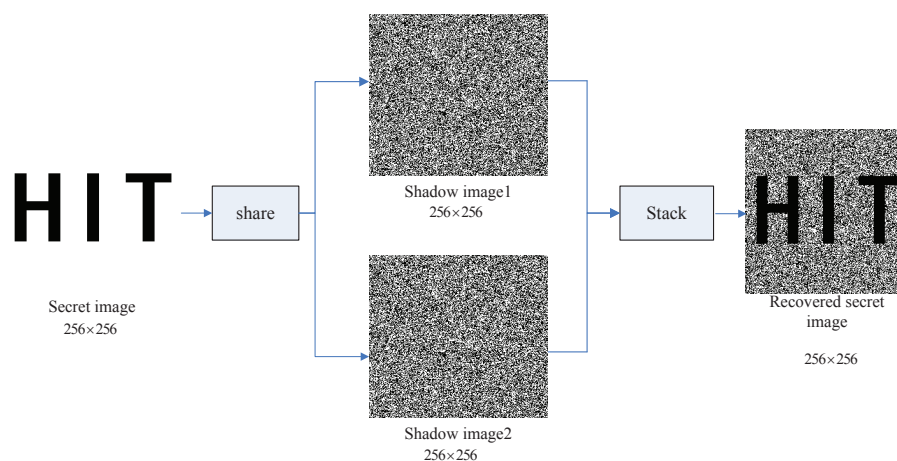 HIT
Secret image
256×256
share
Shadow image1
256×256
Shadow image2
256×256
Stack
HIT
Recovered secret
image
256×256